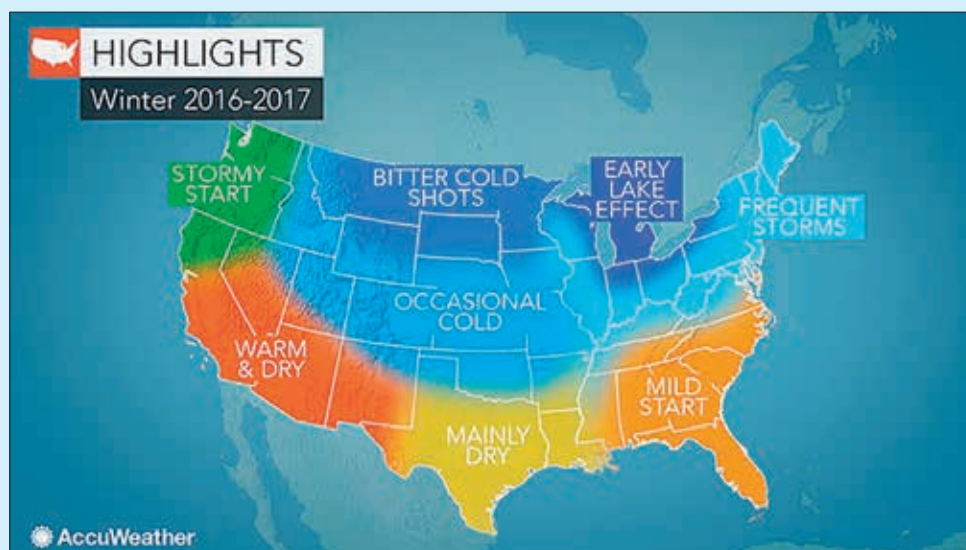 HIGHLIGHTS
Winter 2016-2017
STORMY
START
BITTER COLD
SHOTS
EARLY
LAKE
EFFECT
FREQUENT
STORMS
OCCASIONAL
COLD
WARM
& DRY
MILD
START
MAINLY
DRY
AccuWeather